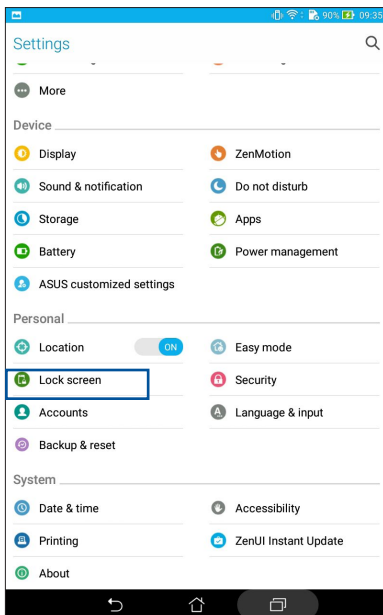 90% 09:35
Settings
More
Device
Display ZenMotion
Sound & notification Do not disturb
Storage Apps
Battery Power management
ASUS customized settings
Personal
Location ON Easy mode
Lock screen Security
Accounts Language & input
Backup & reset
System
Date & time Accessibility
Printing ZenUI Instant Update
About